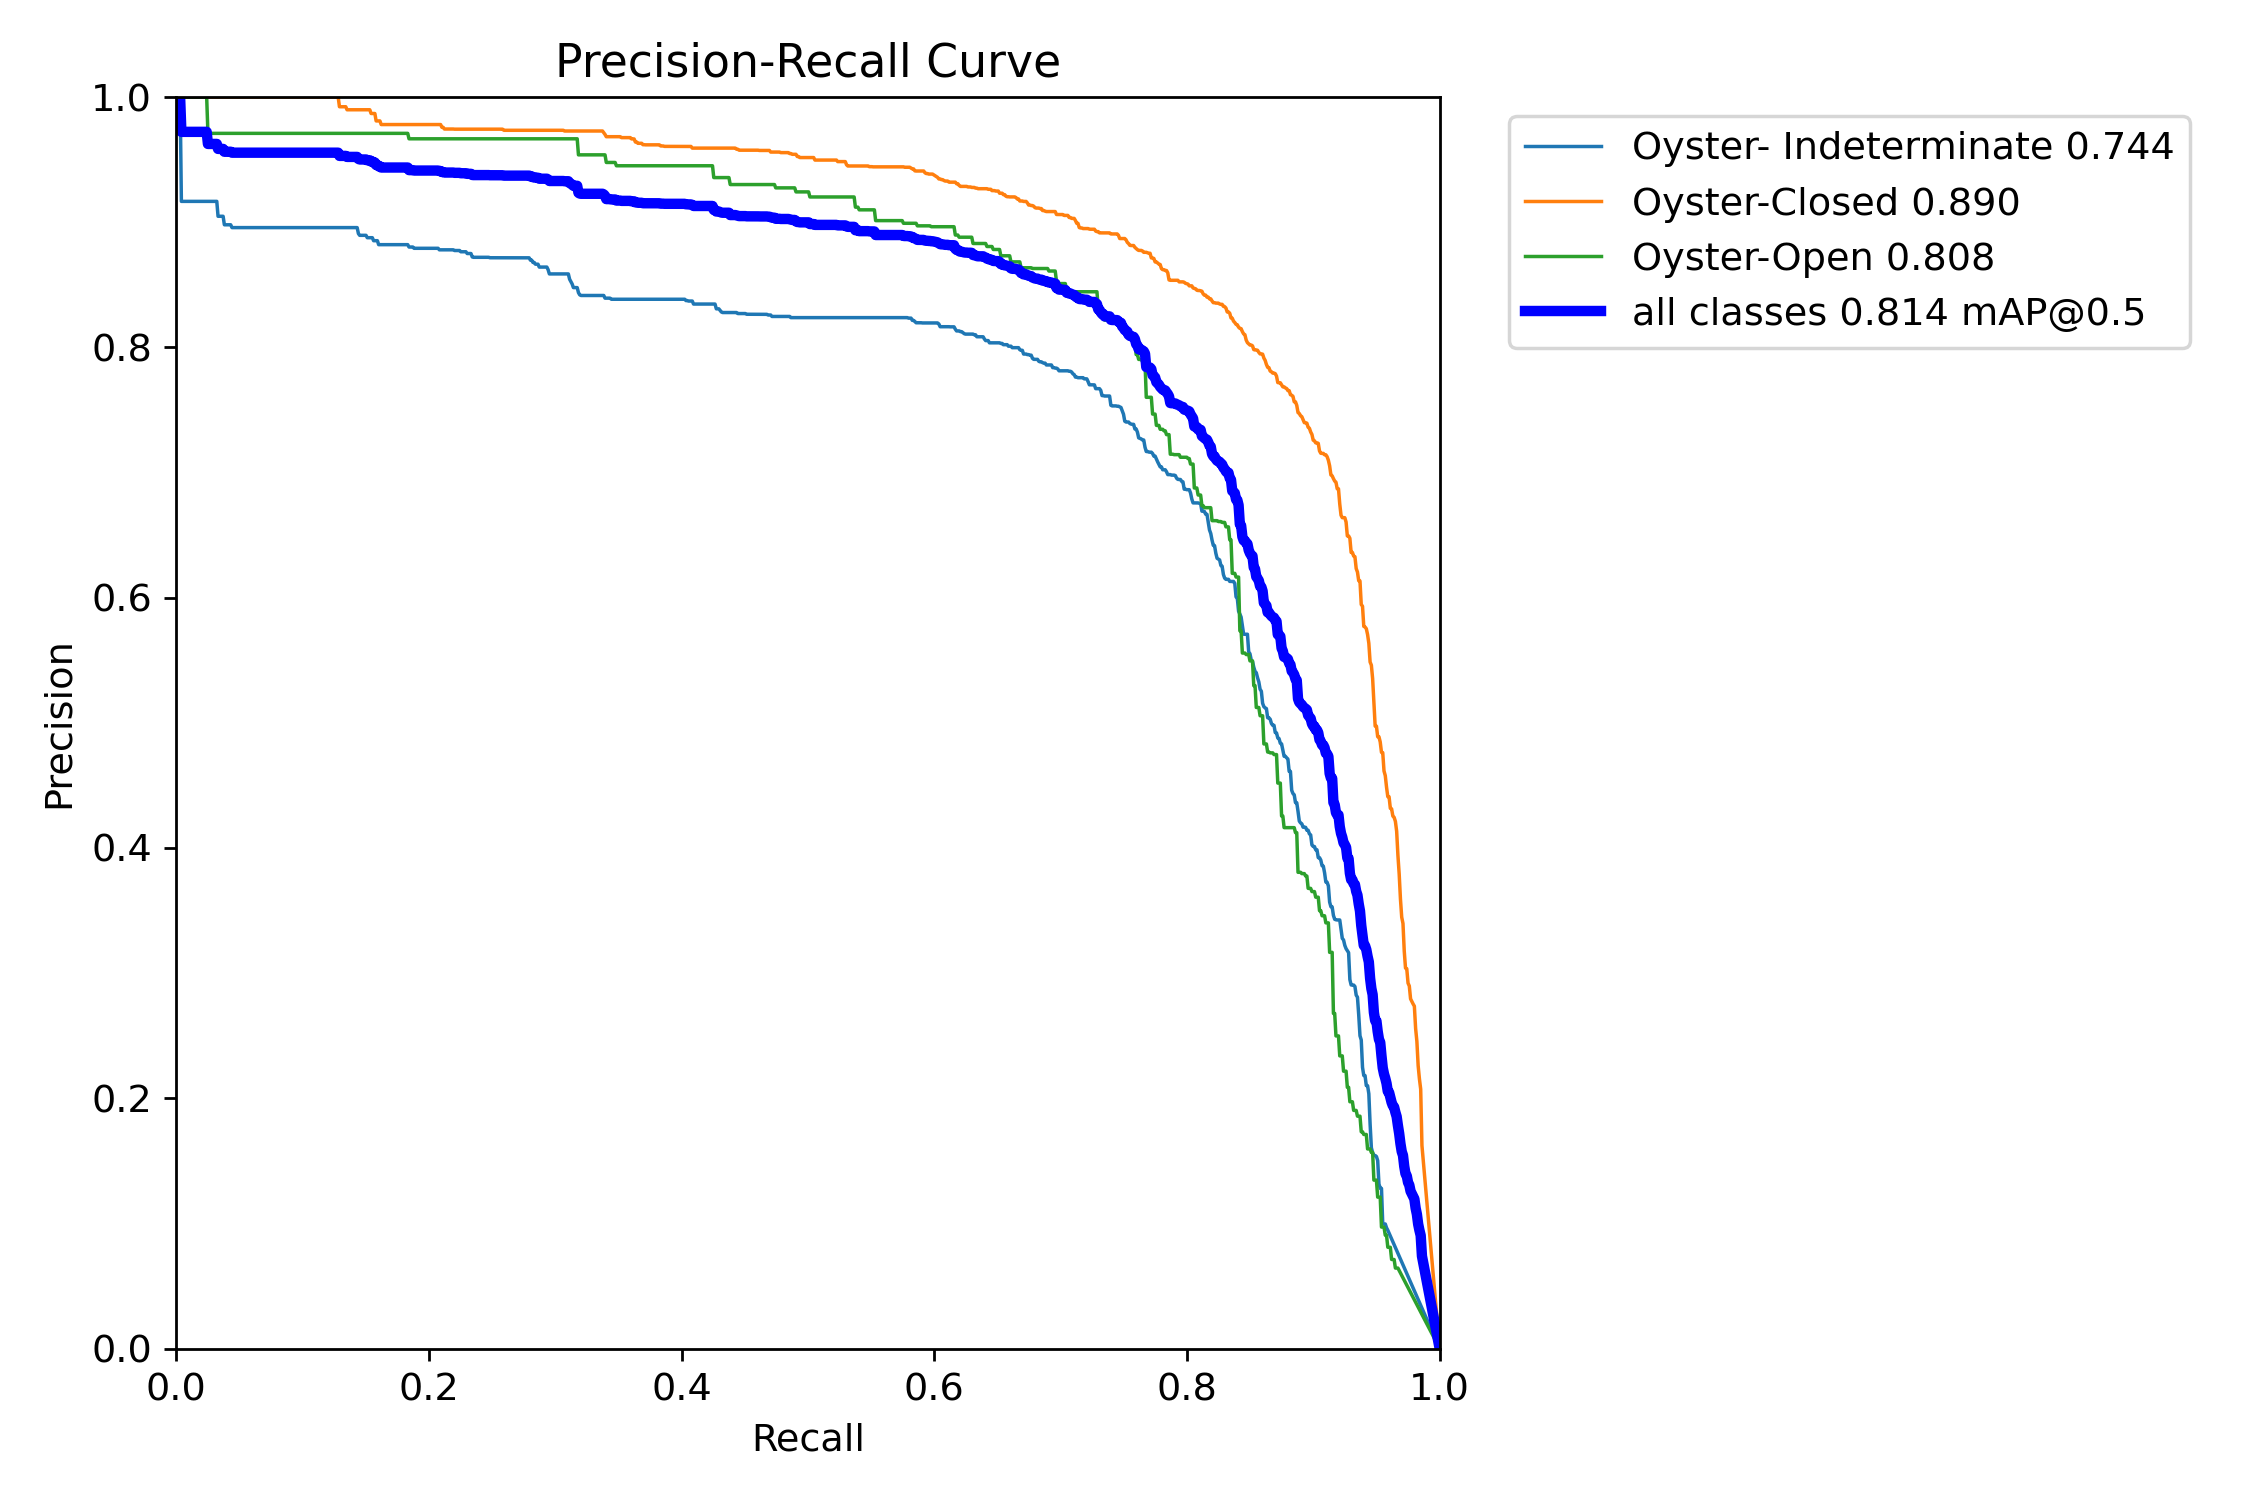 Precision-Recall Curve
1.0
0.8
0.6
0.4
0.2
0.0
Precision
0.0 0.2 0.4 0.6 0.8 1.0
Recall
Oyster- Indeterminate 0.744
Oyster-Closed 0.890
Oyster-Open 0.808
all classes 0.814 mAP@0.5